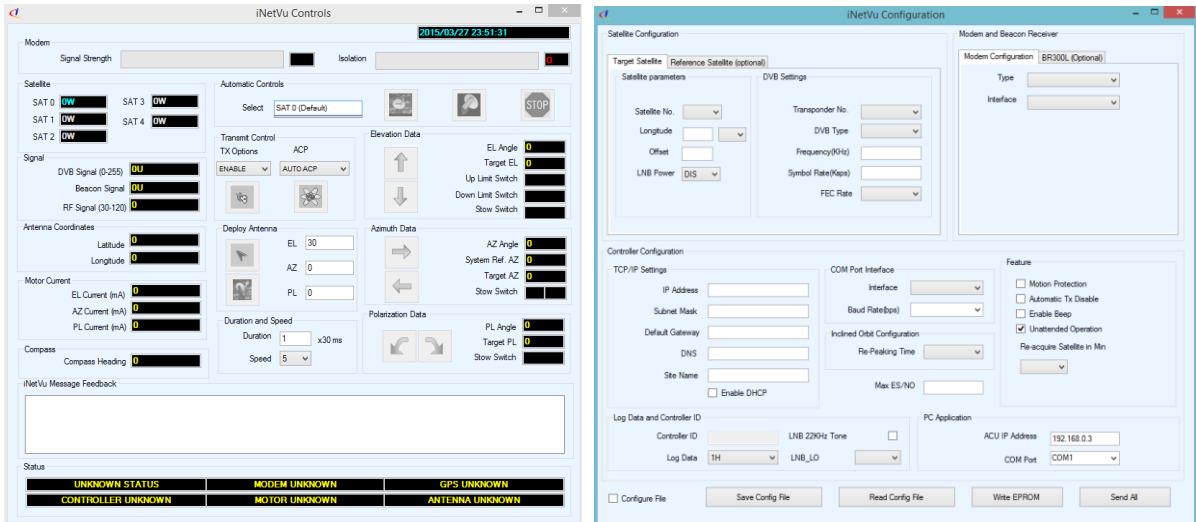 iNetVu Controls
2015/03/27 23:51:31
Modem
Signal Strength
Isolation
0
Satellite
SAT 0 0W SAT 3 0W
SAT 1 0W SAT 4 0W
SAT 2 0W
Automatic Controls
Select SAT 0 (Default)
STOP
Signal
DVB Signal (0-255) 0U
Beacon Signal 0U
RF Signal (30-120) 0
Transmit Control
TX Options ACP
ENABLE AUTO ACP
Elevation Data
EL Angle 0
Target EL 0
Up Limit Switch
Down Limit Switch
Stow Switch
Antenna Coordinates
Latitude 0
Longitude 0
Deploy Antenna
EL 30
AZ 0
PL 0
Azimuth Data
AZ Angle 0
System Ref. AZ 0
Target AZ 0
Stow Switch
Motor Current
EL Current (mA) 0
AZ Current (mA) 0
PL Current (mA) 0
Duration and Speed
Duration 1 x30 ms
Speed 5
Polarization Data
PL Angle 0
Target PL 0
Stow Switch
Compass
Compass Heading 0
iNetVu Message Feedback
Status
UNKNOWN STATUS MODEM UNKNOWN GPS UNKNOWN
CONTROLLER UNKNOWN MOTOR UNKNOWN ANTENNA UNKNOWN
iNetVu Configuration
Satellite Configuration
Target Satellite Reference Satellite (optional)
Satellite parameters
Satellite No.
Longitude
Offset
LNB Power DIS
DVB Settings
Transponder No.
DVB Type
Frequency(KHz)
Symbol Rate(Ksps)
FEC Rate
Modem and Beacon Receiver
Modem Configuration BR300L (Optional)
Type
Interface
Controller Configuration
TCP/IP Settings
IP Address
Subnet Mask
Default Gateway
DNS
Site Name
Enable DHCP
COM Port Interface
Interface
Baud Rate(bps)
Inclined Orbit Configuration
Re-Peaking Time
Max ES/NO
Feature
Motion Protection
Automatic Tx Disable
Enable Beep
Unattended Operation
Re-acquire Satellite in Min
Log Data and Controller ID
Controller ID LNB 22KHz Tone
Log Data 1H LNB_LO
PC Application
ACU IP Address 192.168.0.3
COM Port COM1
Configure File Save Config File Read Config File Write EPROM Send All